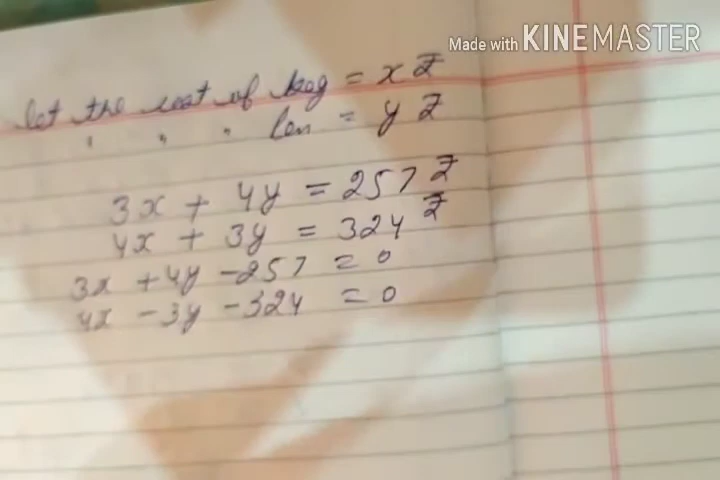 Made with KINEMASTER
let the cost of bag = x ₹
" " " len = y ₹
3x + 4y = 257 ₹
4x + 3y = 324 ₹
3x + 4y - 257 = 0
4x - 3y - 324 = 0